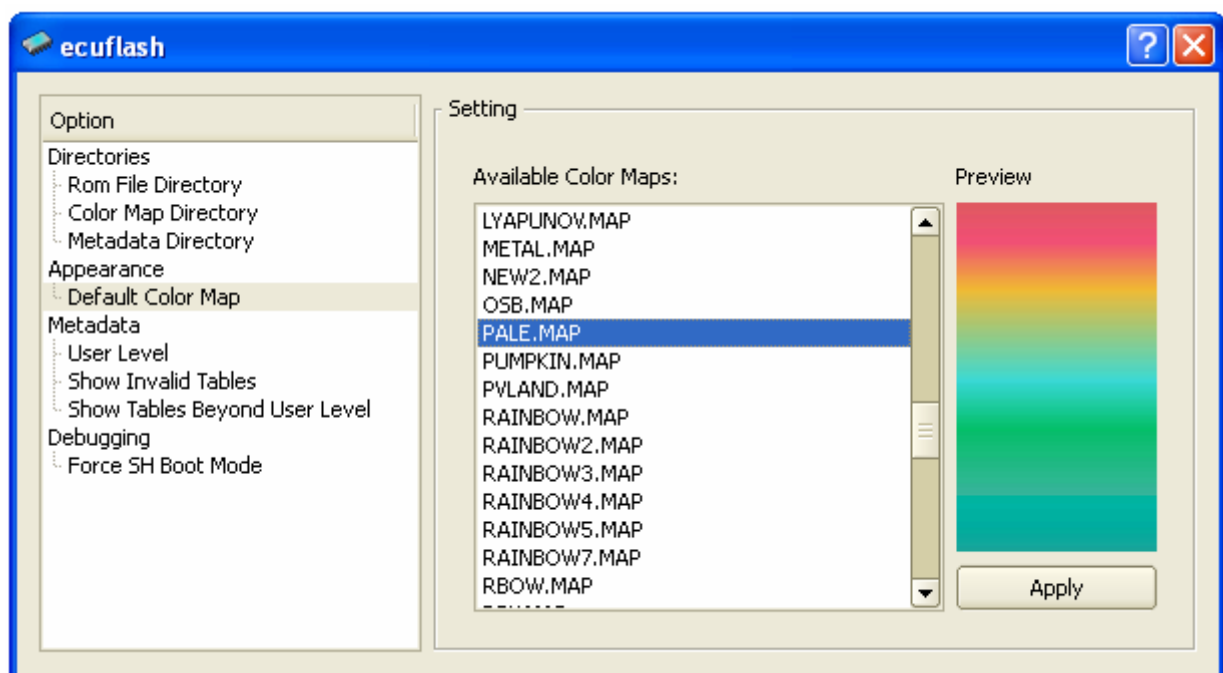 ecuflash
Option
Directories
Rom File Directory
Color Map Directory
Metadata Directory
Appearance
Default Color Map
Metadata
User Level
Show Invalid Tables
Show Tables Beyond User Level
Debugging
Force SH Boot Mode
Setting
Available Color Maps:
LYAPUNOV.MAP
METAL.MAP
NEW2.MAP
OSB.MAP
PALE.MAP
PUMPKIN.MAP
PVLAND.MAP
RAINBOW.MAP
RAINBOW2.MAP
RAINBOW3.MAP
RAINBOW4.MAP
RAINBOW5.MAP
RAINBOW7.MAP
RBOW.MAP
Preview
Apply